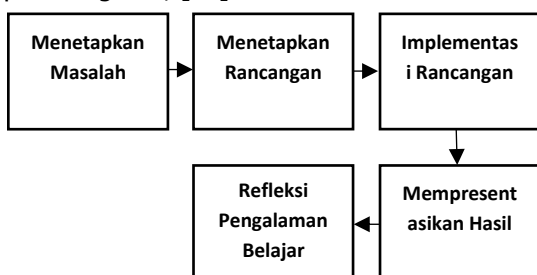 Menetapkan
Masalah
Menetapkan
Rancangan
Implementas
i Rancangan
Mempresent
asikan Hasil
Refleksi
Pengalaman
Belajar